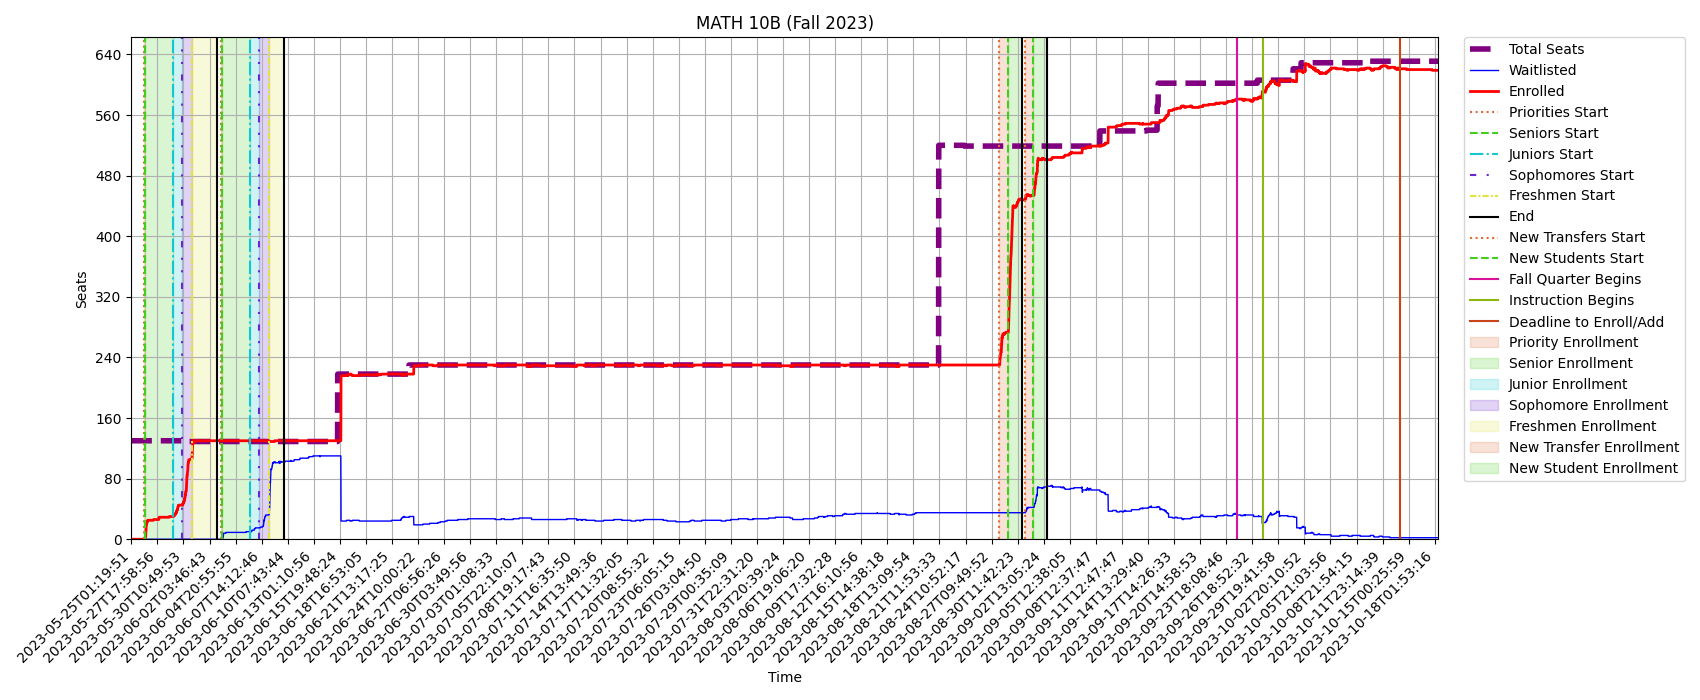 MATH 10B (Fall 2023)
Seats
640
560
480
400
320
240
160
80
0
2023-05-25T01:19:51
2023-05-27T17:58:56
2023-05-30T10:49:53
2023-06-02T03:46:43
2023-06-04T20:55:55
2023-06-07T14:12:46
2023-06-10T07:43:44
2023-06-13T01:10:56
2023-06-15T19:48:24
2023-06-18T16:53:05
2023-06-21T13:17:25
2023-06-24T10:00:22
2023-06-27T06:56:26
2023-06-30T03:49:56
2023-07-03T01:08:33
2023-07-05T22:10:07
2023-07-08T19:17:43
2023-07-11T16:35:50
2023-07-14T13:49:36
2023-07-17T11:32:05
2023-07-20T08:55:32
2023-07-23T06:05:15
2023-07-26T03:04:50
2023-07-29T00:35:09
2023-07-31T22:31:20
2023-08-03T20:39:24
2023-08-06T19:06:20
2023-08-09T17:32:28
2023-08-12T16:10:56
2023-08-15T14:38:18
2023-08-18T13:09:54
2023-08-21T11:53:33
2023-08-24T10:52:17
2023-08-27T09:49:52
2023-08-30T11:42:23
2023-09-02T13:05:24
2023-09-05T12:38:05
2023-09-08T12:37:47
2023-09-11T12:47:47
2023-09-14T13:29:40
2023-09-17T14:26:33
2023-09-20T14:58:53
2023-09-23T18:08:46
2023-09-26T18:52:32
2023-09-29T19:41:58
2023-10-02T20:10:52
2023-10-05T21:03:56
2023-10-08T21:54:15
2023-10-11T23:14:39
2023-10-15T00:25:59
2023-10-18T01:53:16
Time
Total Seats
Waitlisted
Enrolled
Priorities Start
Seniors Start
Juniors Start
Sophomores Start
Freshmen Start
End
New Transfers Start
New Students Start
Fall Quarter Begins
Instruction Begins
Deadline to Enroll/Add
Priority Enrollment
Senior Enrollment
Junior Enrollment
Sophomore Enrollment
Freshmen Enrollment
New Transfer Enrollment
New Student Enrollment